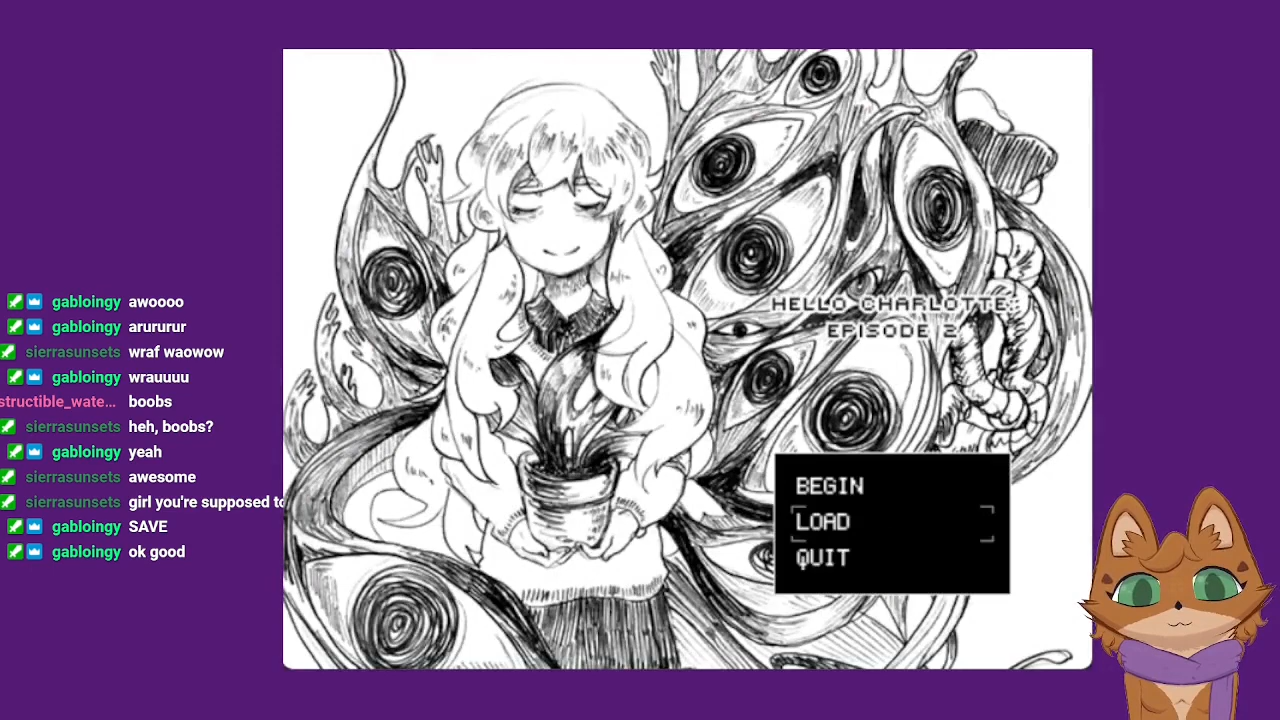 gabloingy awoooo
gabloingy arururur
sierrasunsets wraf waowow
gabloingy wrauuuu
structible_wate... boobs
sierrasunsets heh, boobs?
gabloingy yeah
sierrasunsets awesome
sierrasunsets girl you're supposed to
gabloingy SAVE
gabloingy ok good
HELLO CHARLOTTE:
EPISODE 2
BEGIN
LOAD
QUIT